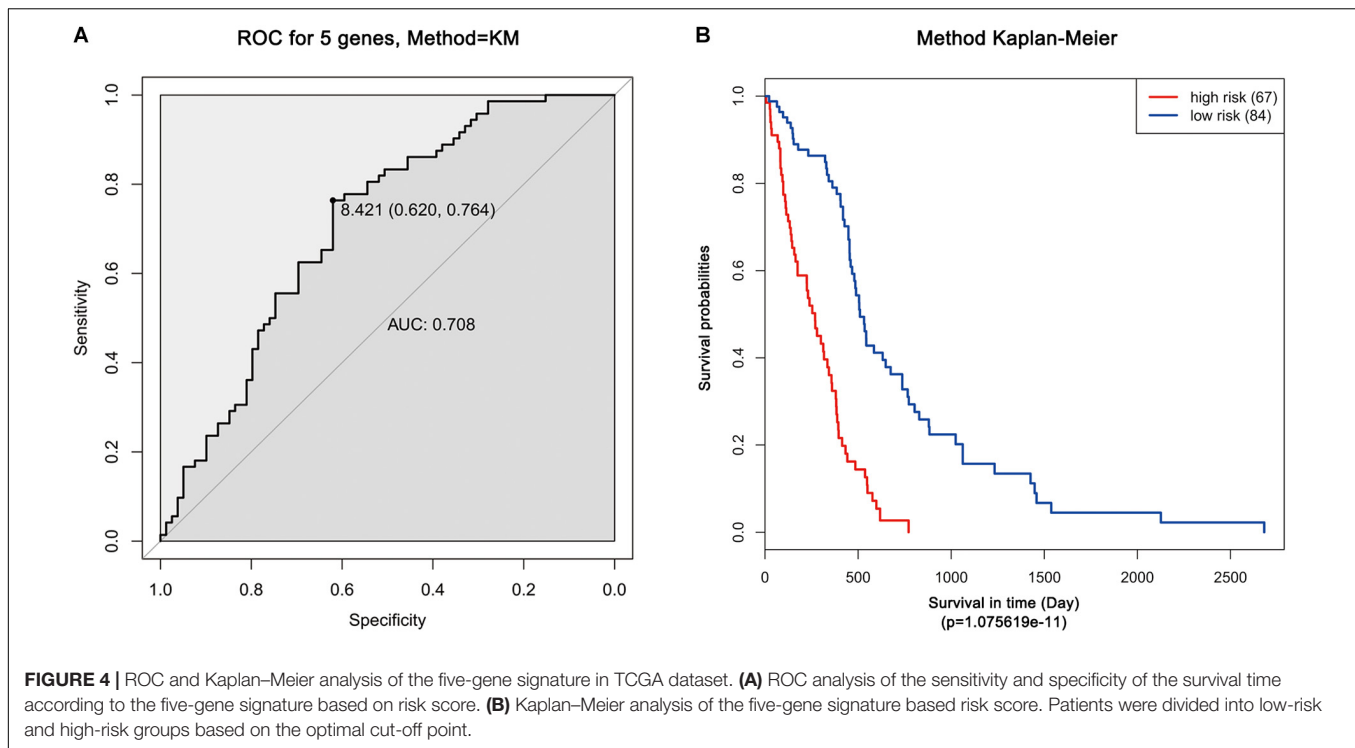 A
ROC for 5 genes, Method=KM
1.0
0.8
0.6
0.4
0.2
0.0
Sensitivity
8.421 (0.620, 0.764)
AUC: 0.708
1.0 0.8 0.6 0.4 0.2 0.0
Specificity
B
Method Kaplan-Meier
high risk (67)
low risk (84)
1.0
0.8
0.6
0.4
0.2
0.0
Survival probabilities
0 500 1000 1500 2000 2500
Survival in time (Day)
(p=1.075619e-11)
FIGURE 4 | ROC and Kaplan–Meier analysis of the five-gene signature in TCGA dataset. (A) ROC analysis of the sensitivity and specificity of the survival time
according to the five-gene signature based on risk score. (B) Kaplan–Meier analysis of the five-gene signature based risk score. Patients were divided into low-risk
and high-risk groups based on the optimal cut-off point.